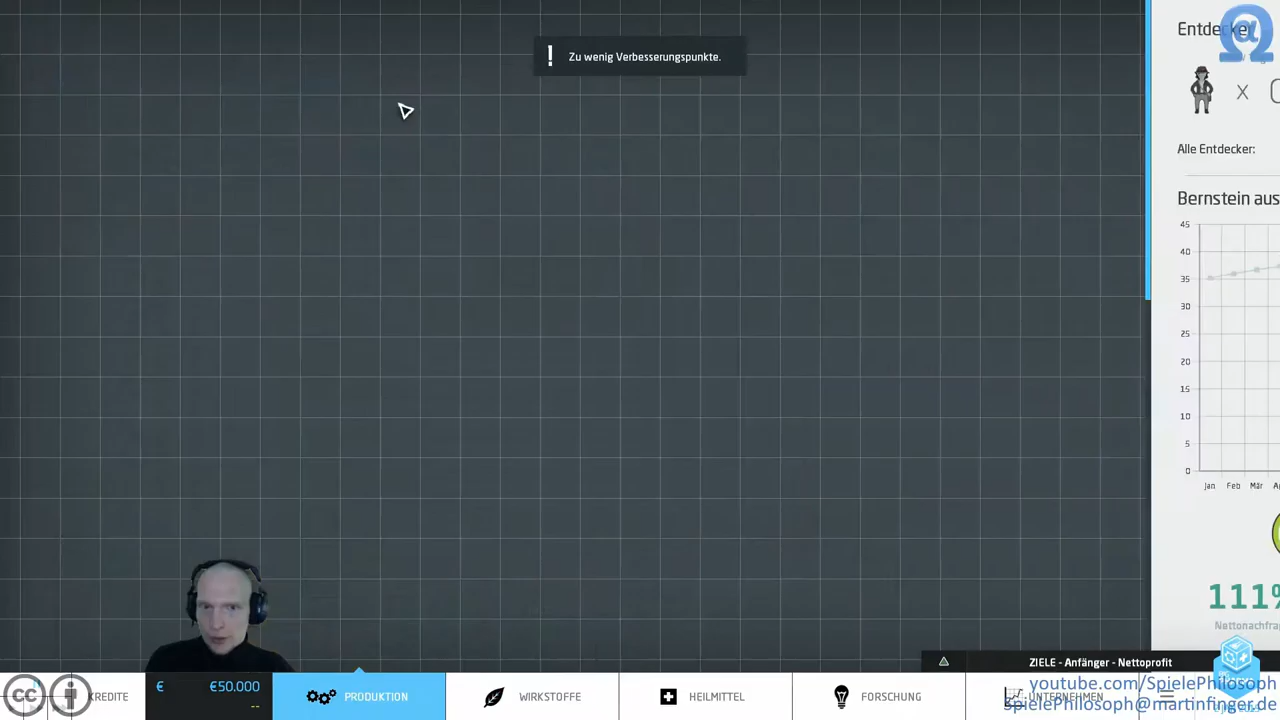 Zu wenig Verbesserungspunkte.
Alle Entdecker:
Bernstein aus
45
40
35
30
25
20
15
10
5
0
Jan Feb Mär
111%
Nettonachfrag
ZIELE - Anfänger - Nettoprofit
KREDITE
€ €50.000
--
PRODUKTION
WIRKSTOFFE
HEILMITTEL
FORSCHUNG
UNTERNEHMEN
youtube.com/SpielePhilosoph
SpielePhilosoph@martinfinger.de